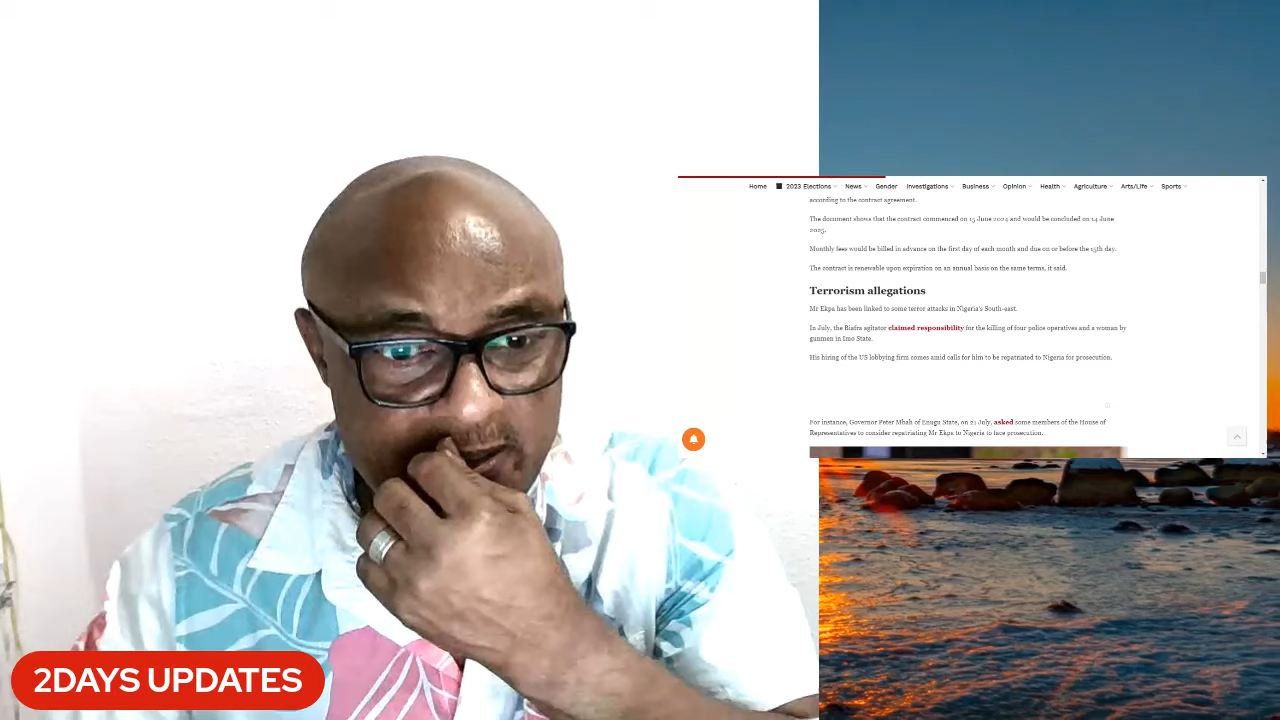 Home 2023 Elections News Gender Investigations Business Opinion Health Agriculture Arts/Life Sports
according to the contract agreement.
The document shows that the contract commenced on 15 June 2024 and would be concluded on 14 June
2025.
Monthly fees would be billed in advance on the first day of each month and due on or before the 15th day.
The contract is renewable upon expiration on an annual basis on the same terms, it said.
Terrorism allegations
Mr Ekpa has been linked to some terror attacks in Nigeria's South-east.
In July, the Biafra agitator claimed responsibility for the killing of four police operatives and a woman by
gunmen in Imo State.
His hiring of the US lobbying firm comes amid calls for him to be repatriated to Nigeria for prosecution.
For instance, Governor Peter Mbah of Enugu State, on 21 July, asked some members of the House of
Representatives to consider repatriating Mr Ekpa to Nigeria to face prosecution.
2DAYS UPDATES